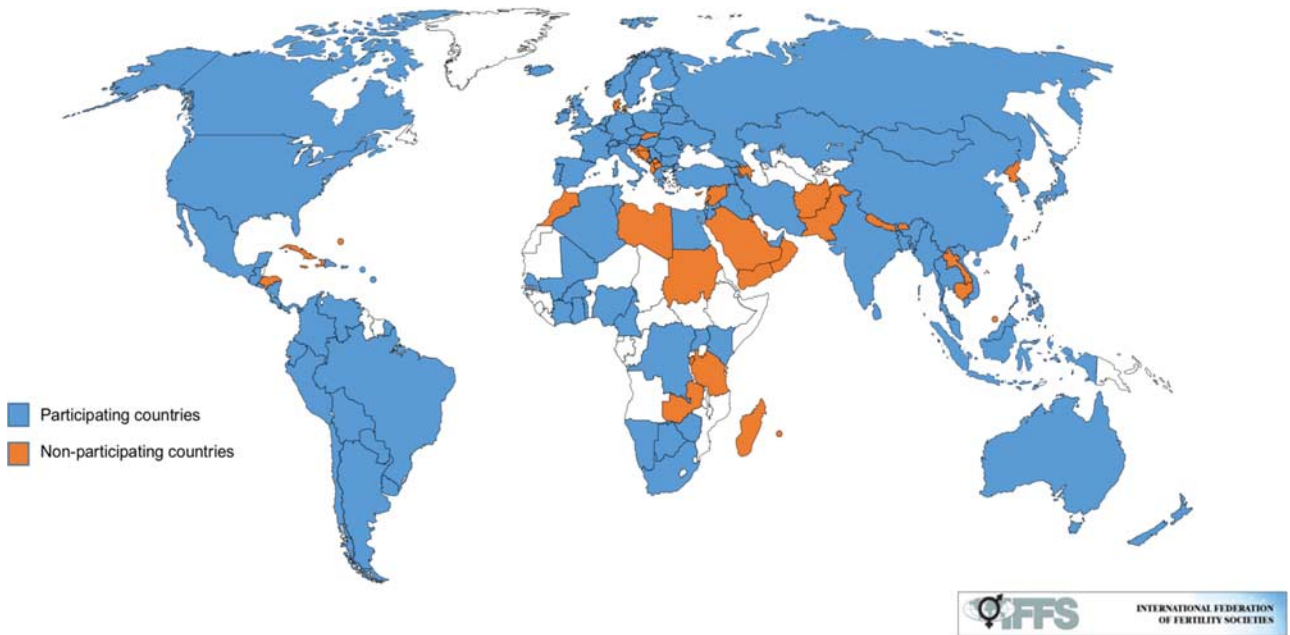 Participating countries
Non-participating countries
IFFS
INTERNATIONAL FEDERATION
OF FERTILITY SOCIETIES